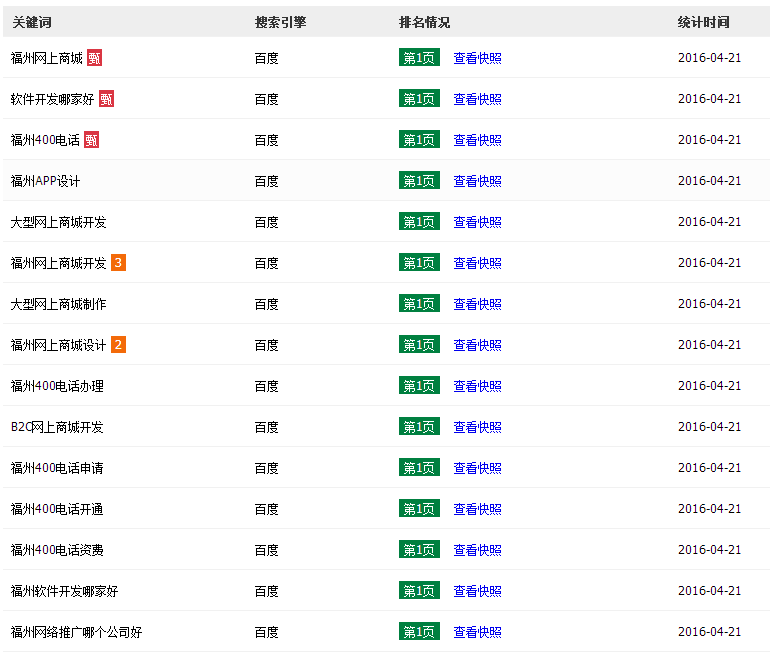 关键词 搜索引擎 排名情况 统计时间
福州网上商城 甄 百度 第1页 查看快照 2016-04-21
软件开发哪家好 甄 百度 第1页 查看快照 2016-04-21
福州400电话 甄 百度 第1页 查看快照 2016-04-21
福州APP设计 百度 第1页 查看快照 2016-04-21
大型网上商城开发 百度 第1页 查看快照 2016-04-21
福州网上商城开发 3 百度 第1页 查看快照 2016-04-21
大型网上商城制作 百度 第1页 查看快照 2016-04-21
福州网上商城设计 2 百度 第1页 查看快照 2016-04-21
福州400电话办理 百度 第1页 查看快照 2016-04-21
B2C网上商城开发 百度 第1页 查看快照 2016-04-21
福州400电话申请 百度 第1页 查看快照 2016-04-21
福州400电话开通 百度 第1页 查看快照 2016-04-21
福州400电话资费 百度 第1页 查看快照 2016-04-21
福州软件开发哪家好 百度 第1页 查看快照 2016-04-21
福州网络推广哪个公司好 百度 第1页 查看快照 2016-04-21